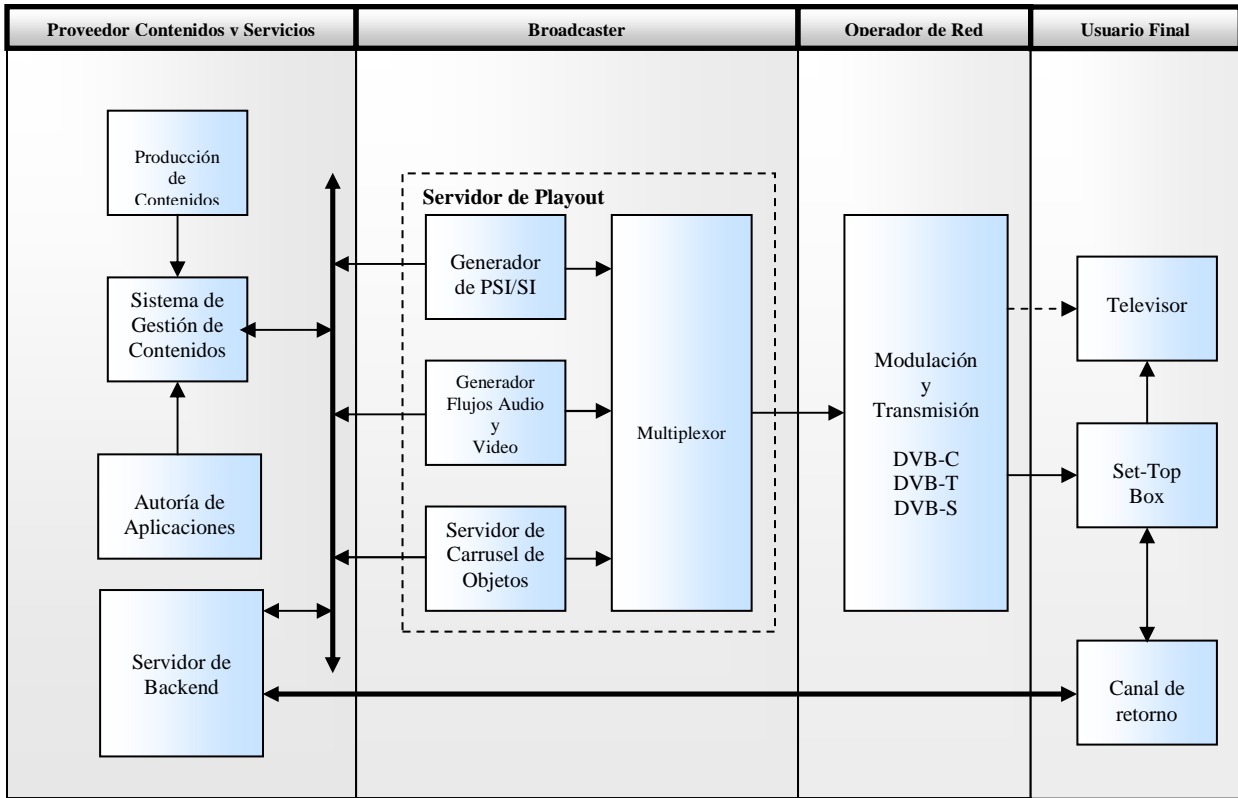 Proveedor Contenidos y Servicios
Broadcaster
Operador de Red
Usuario Final
Producción
de
Contenidos
Sistema de
Gestión de
Contenidos
Autoría de
Aplicaciones
Servidor de
Backend
Servidor de Playout
Generador
de PSI/SI
Generador
Flujos Audio
y
Video
Servidor de
Carrusel de
Objetos
Multiplexor
Modulación
y
Transmisión
DVB-C
DVB-T
DVB-S
Televisor
Set-Top
Box
Canal de
retorno